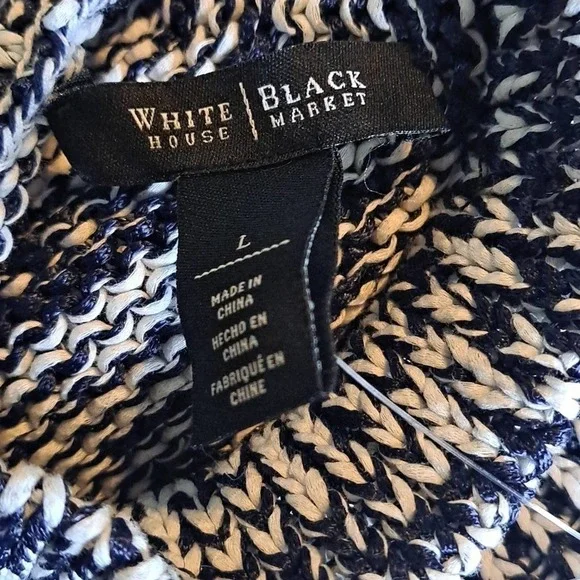 WHITE HOUSE | BLACK MARKET
L
MADE IN
CHINA
HECHO EN
CHINA
FABRIQUÉ EN
CHINE